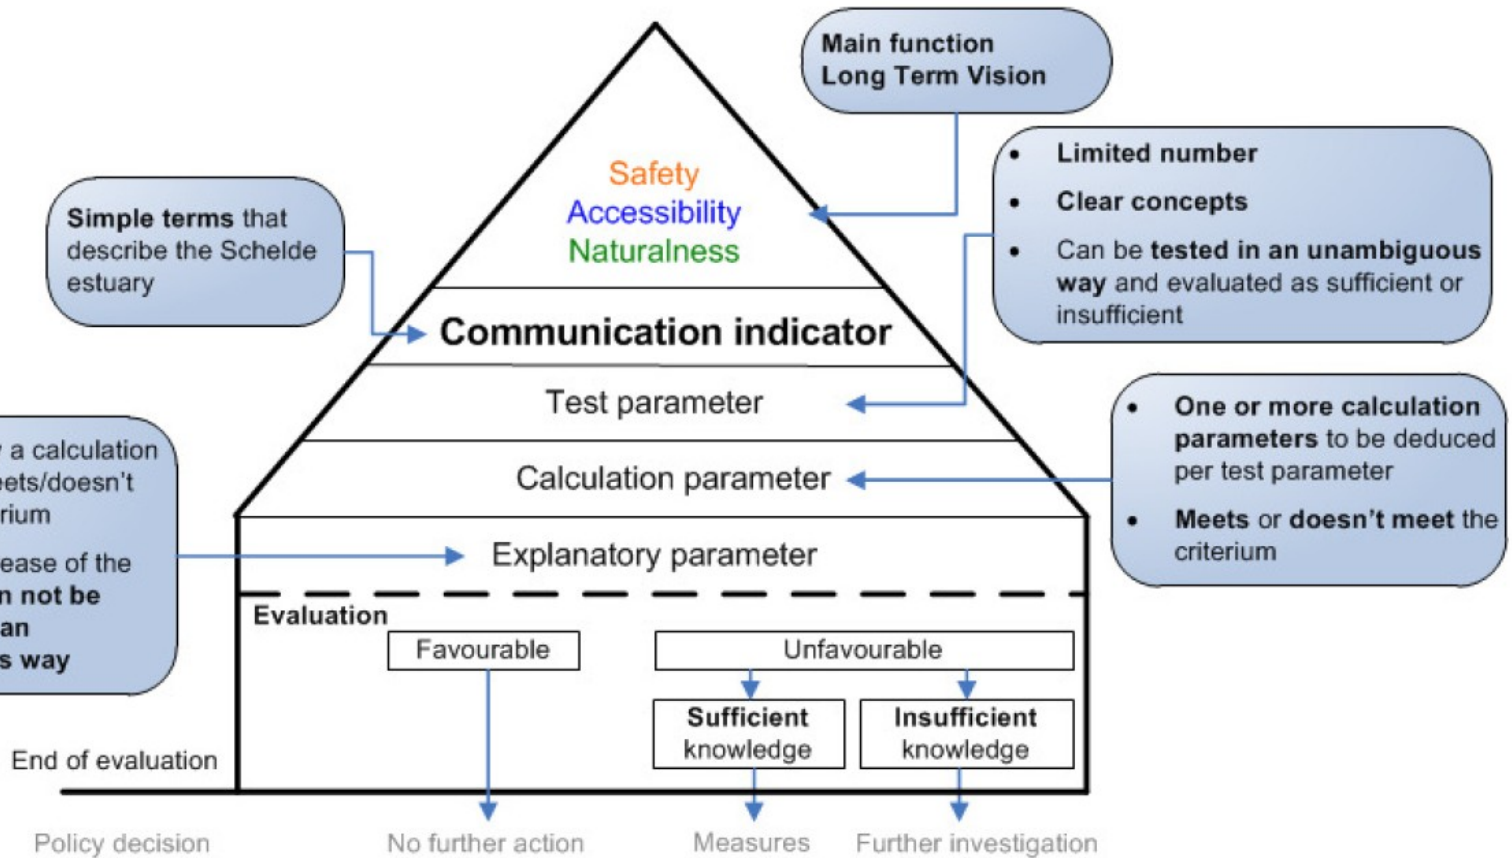 Main function
Long Term Vision
Safety
Accessibility
Naturalness
Simple terms that
describe the Schelde
estuary
• Limited number
• Clear concepts
• Can be tested in an unambiguous
way and evaluated as sufficient or
insufficient
Communication indicator
Test parameter
Calculation parameter
• One or more calculation
parameters to be deduced
per test parameter
• Meets or doesn't meet the
criterium
a calculation
doesn't
ease of the
not be
an
way
Explanatory parameter
Evaluation
Favourable
Unfavourable
Sufficient
knowledge
Insufficient
knowledge
End of evaluation
Policy decision
No further action
Measures
Further investigation